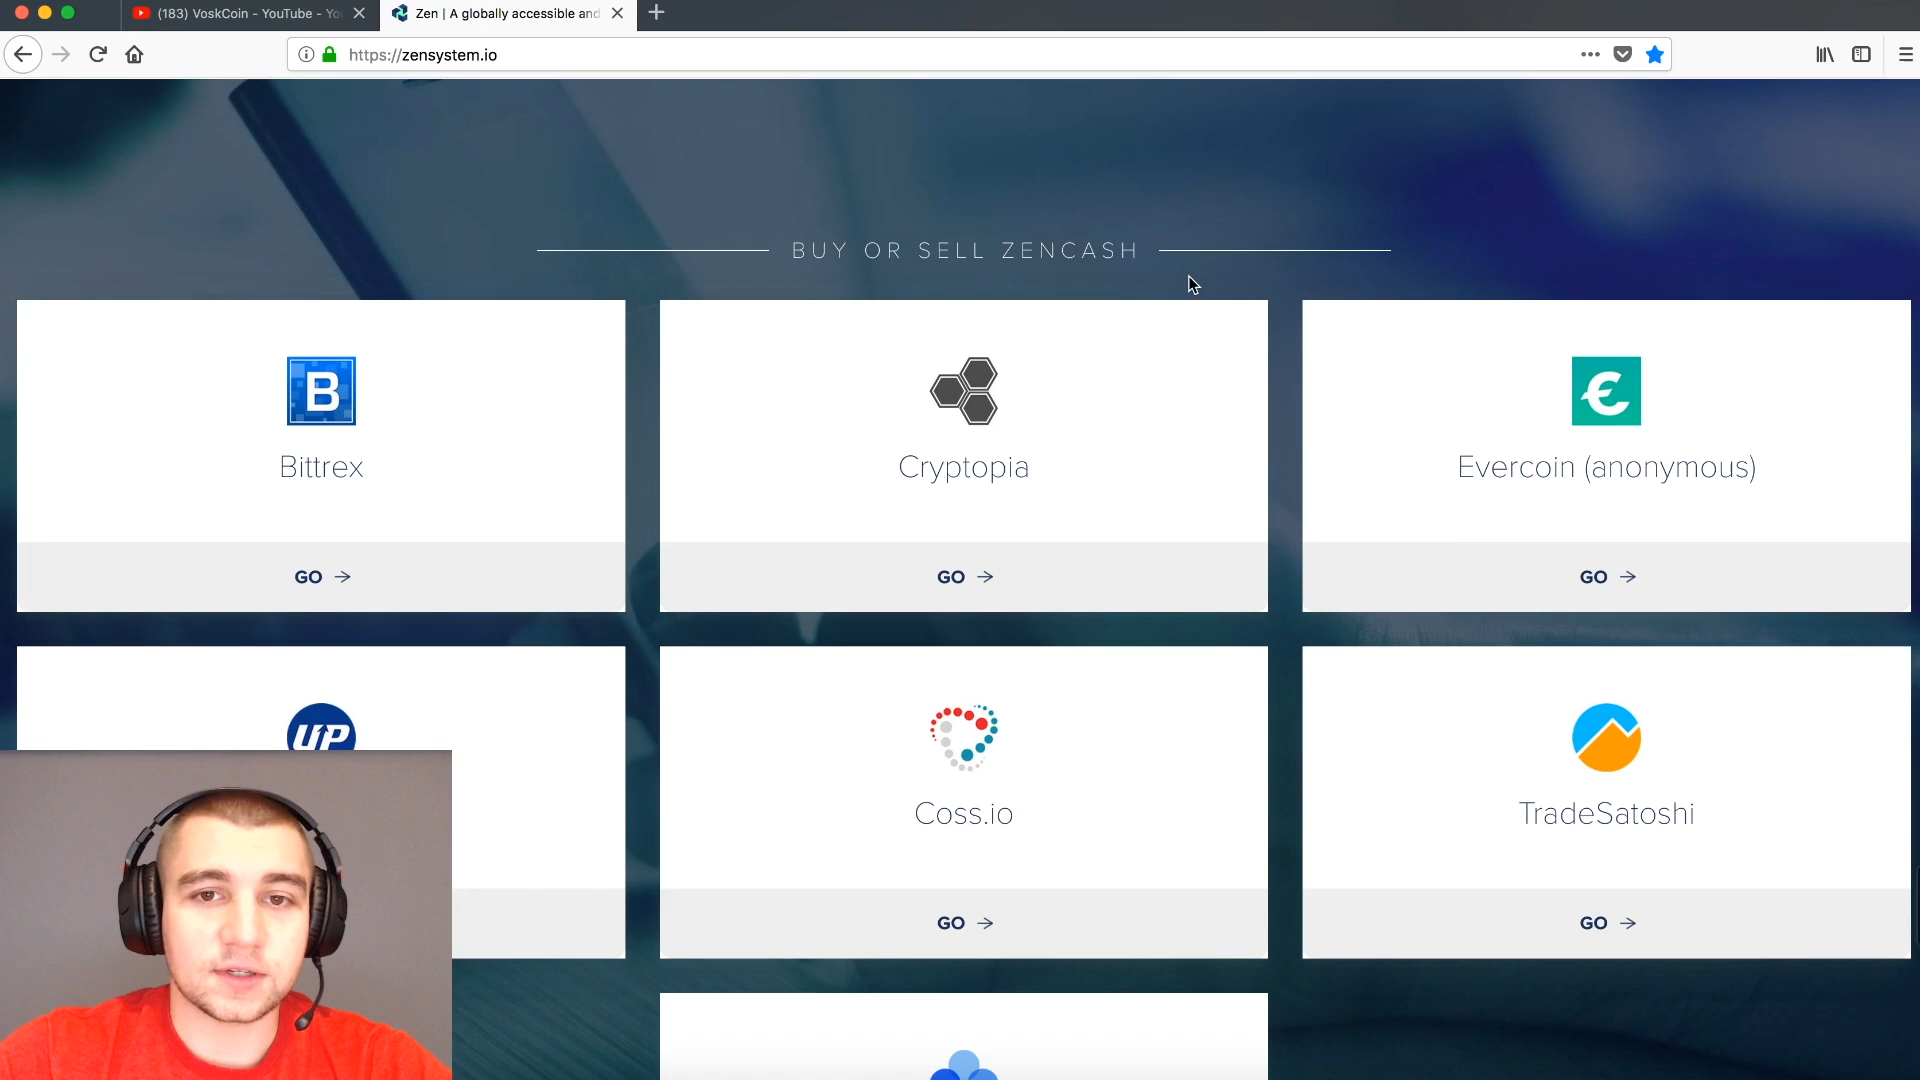 (183) VoskCoin - YouTube - Yo
Zen | A globally accessible and
https://zensystem.io
BUY OR SELL ZENCASH
B
Bittrex
GO
Cryptopia
GO
Evercoin (anonymous)
GO
UP
Coss.io
GO
TradeSatoshi
GO